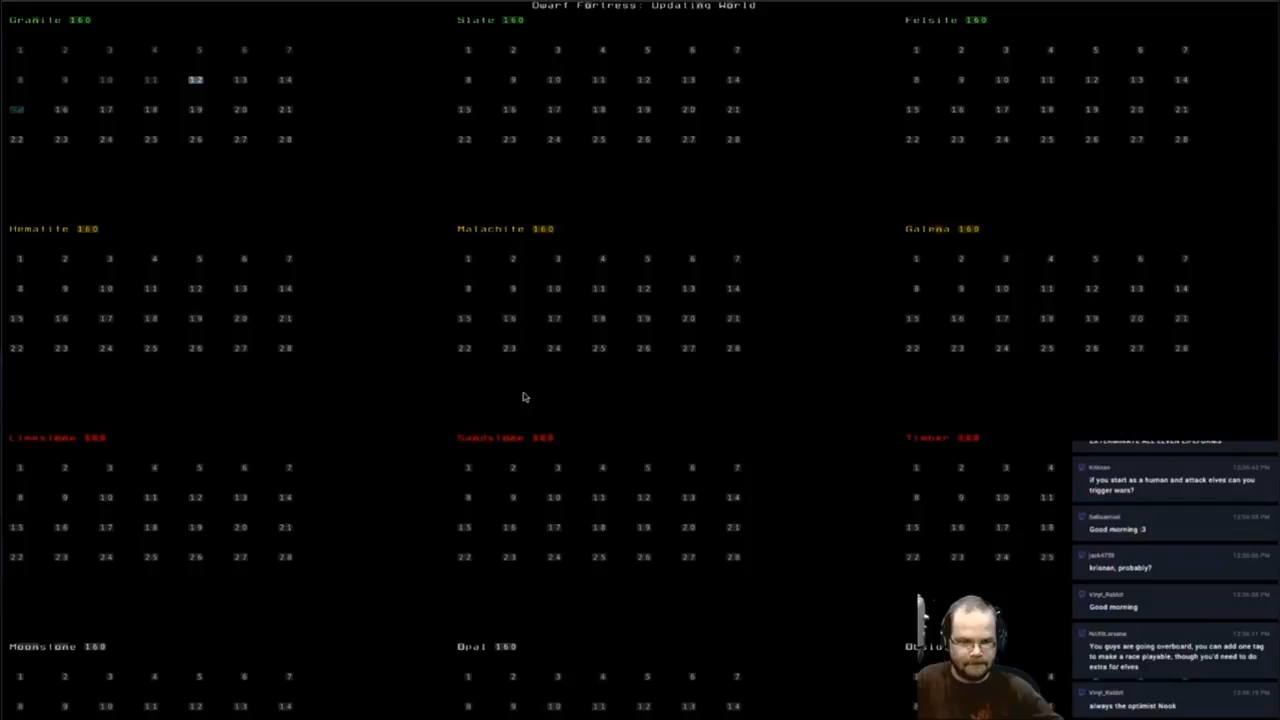 Dwarf Fortress: Updating World
Granite 160 Slate 160 Felsite 160
1 2 3 4 5 6 7 1 2 3 4 5 6 7 1 2 3 4 5 6 7
8 9 10 11 12 13 14 8 9 10 11 12 13 14 8 9 10 11 12 13 14
16 17 18 19 20 21 15 16 17 18 19 20 21 15 16 17 18 19 20 21
22 23 24 25 26 27 28 22 23 24 25 26 27 28 22 23 24 25 26 27 28
Hematite 160 Malachite 160 Galena 160
1 2 3 4 5 6 7 1 2 3 4 5 6 7 1 2 3 4 5 6 7
8 9 10 11 12 13 14 8 9 10 11 12 13 14 8 9 10 11 12 13 14
15 16 17 18 19 20 21 15 16 17 18 19 20 21 15 16 17 18 19 20 21
22 23 24 25 26 27 28 22 23 24 25 26 27 28 22 23 24 25 26 27 28
Limestone 160 Sandstone 160 Timber 160
1 2 3 4 5 6 7 1 2 3 4 5 6 7 1 2 3 4
8 9 10 11 12 13 14 8 9 10 11 12 13 14 8 9 10 11
15 16 17 18 19 20 21 15 16 17 18 19 20 21 15 16 17 18
22 23 24 25 26 27 28 22 23 24 25 26 27 28 22 23 24 25
Moonstone 160 Opal 160
1 2 3 4 5 6 7 1 2 3 4 5 6 7 4
8 9 10 11 12 13 14 8 9 10 11 12 13 14
EXTERMINATE ALL ELVEN LIFEFORMS
Krisnan
if you start as a human and attack elves can you
trigger wars?
Good morning :3
krisnan, probably?
Vinyl_Rabbit
Good morning
You guys are going overboard, you can add one tag
to make a race playable, though you'd need to do
extra for elves
Vinyl_Rabbit
always the optimist Nook